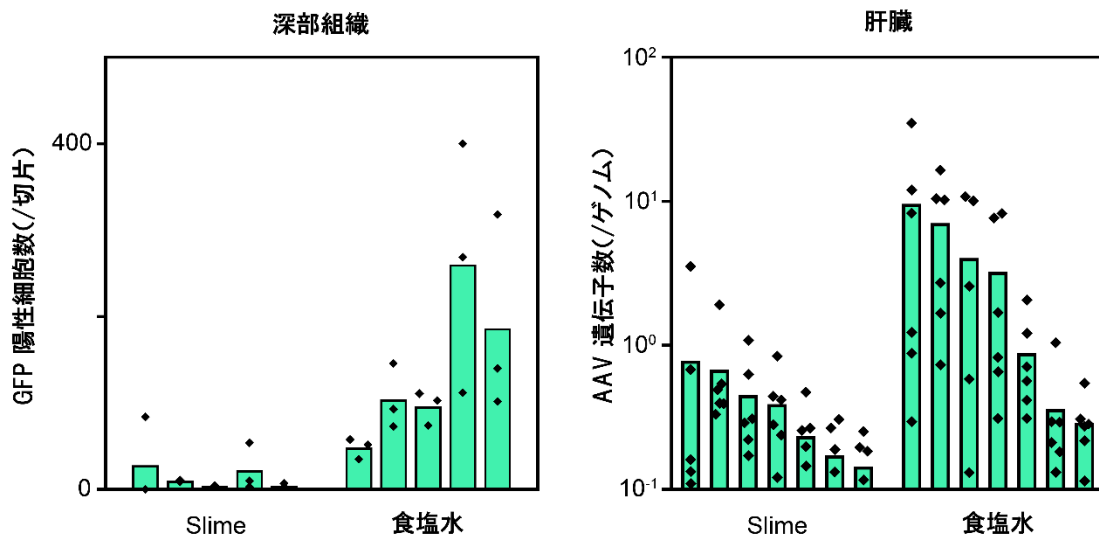 深部組織
GFP 陽性細胞数(/切片)
400
0
Slime
食塩水
肝臓
AAV 遺伝子数(/ゲノム)
10²
10¹
10⁰
10⁻¹
Slime
食塩水